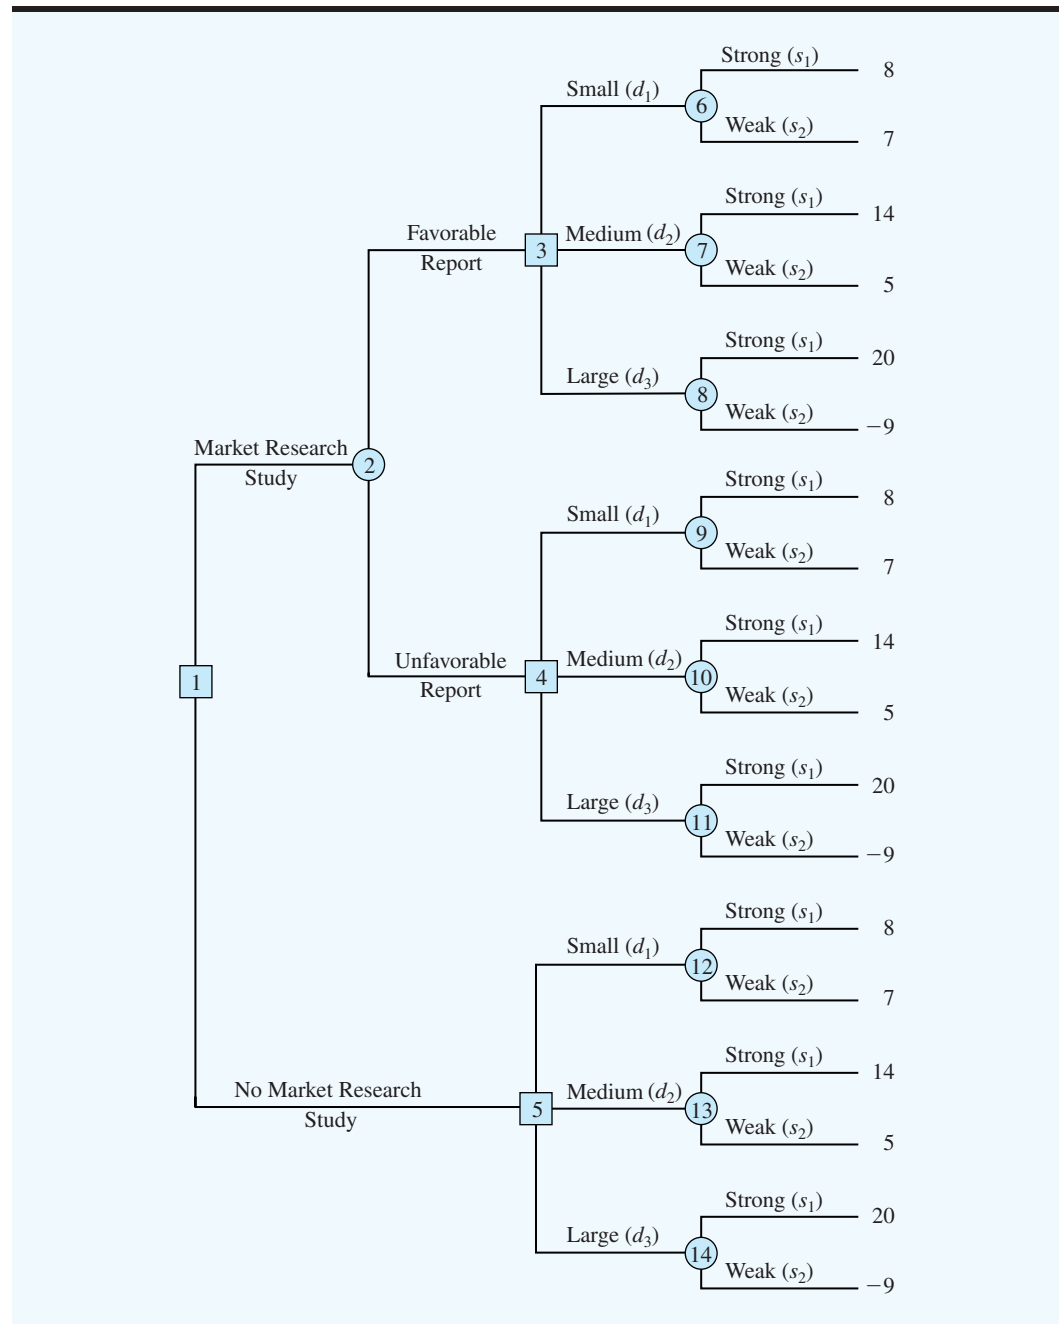 Strong (s1) 8
Small (d1) 6
Weak (s2) 7
Strong (s1) 14
Favorable
Report
3 Medium (d2) 7
Weak (s2) 5
Strong (s1) 20
Large (d3) 8
Weak (s2) −9
Market Research
Study
2
Strong (s1) 8
Small (d1) 9
Weak (s2) 7
Strong (s1) 14
Unfavorable
Report
4 Medium (d2) 10
Weak (s2) 5
1
Strong (s1) 20
Large (d3) 11
Weak (s2) −9
Strong (s1) 8
Small (d1) 12
Weak (s2) 7
Strong (s1) 14
No Market Research
Study
5 Medium (d2) 13
Weak (s2) 5
Strong (s1) 20
Large (d3) 14
Weak (s2) −9